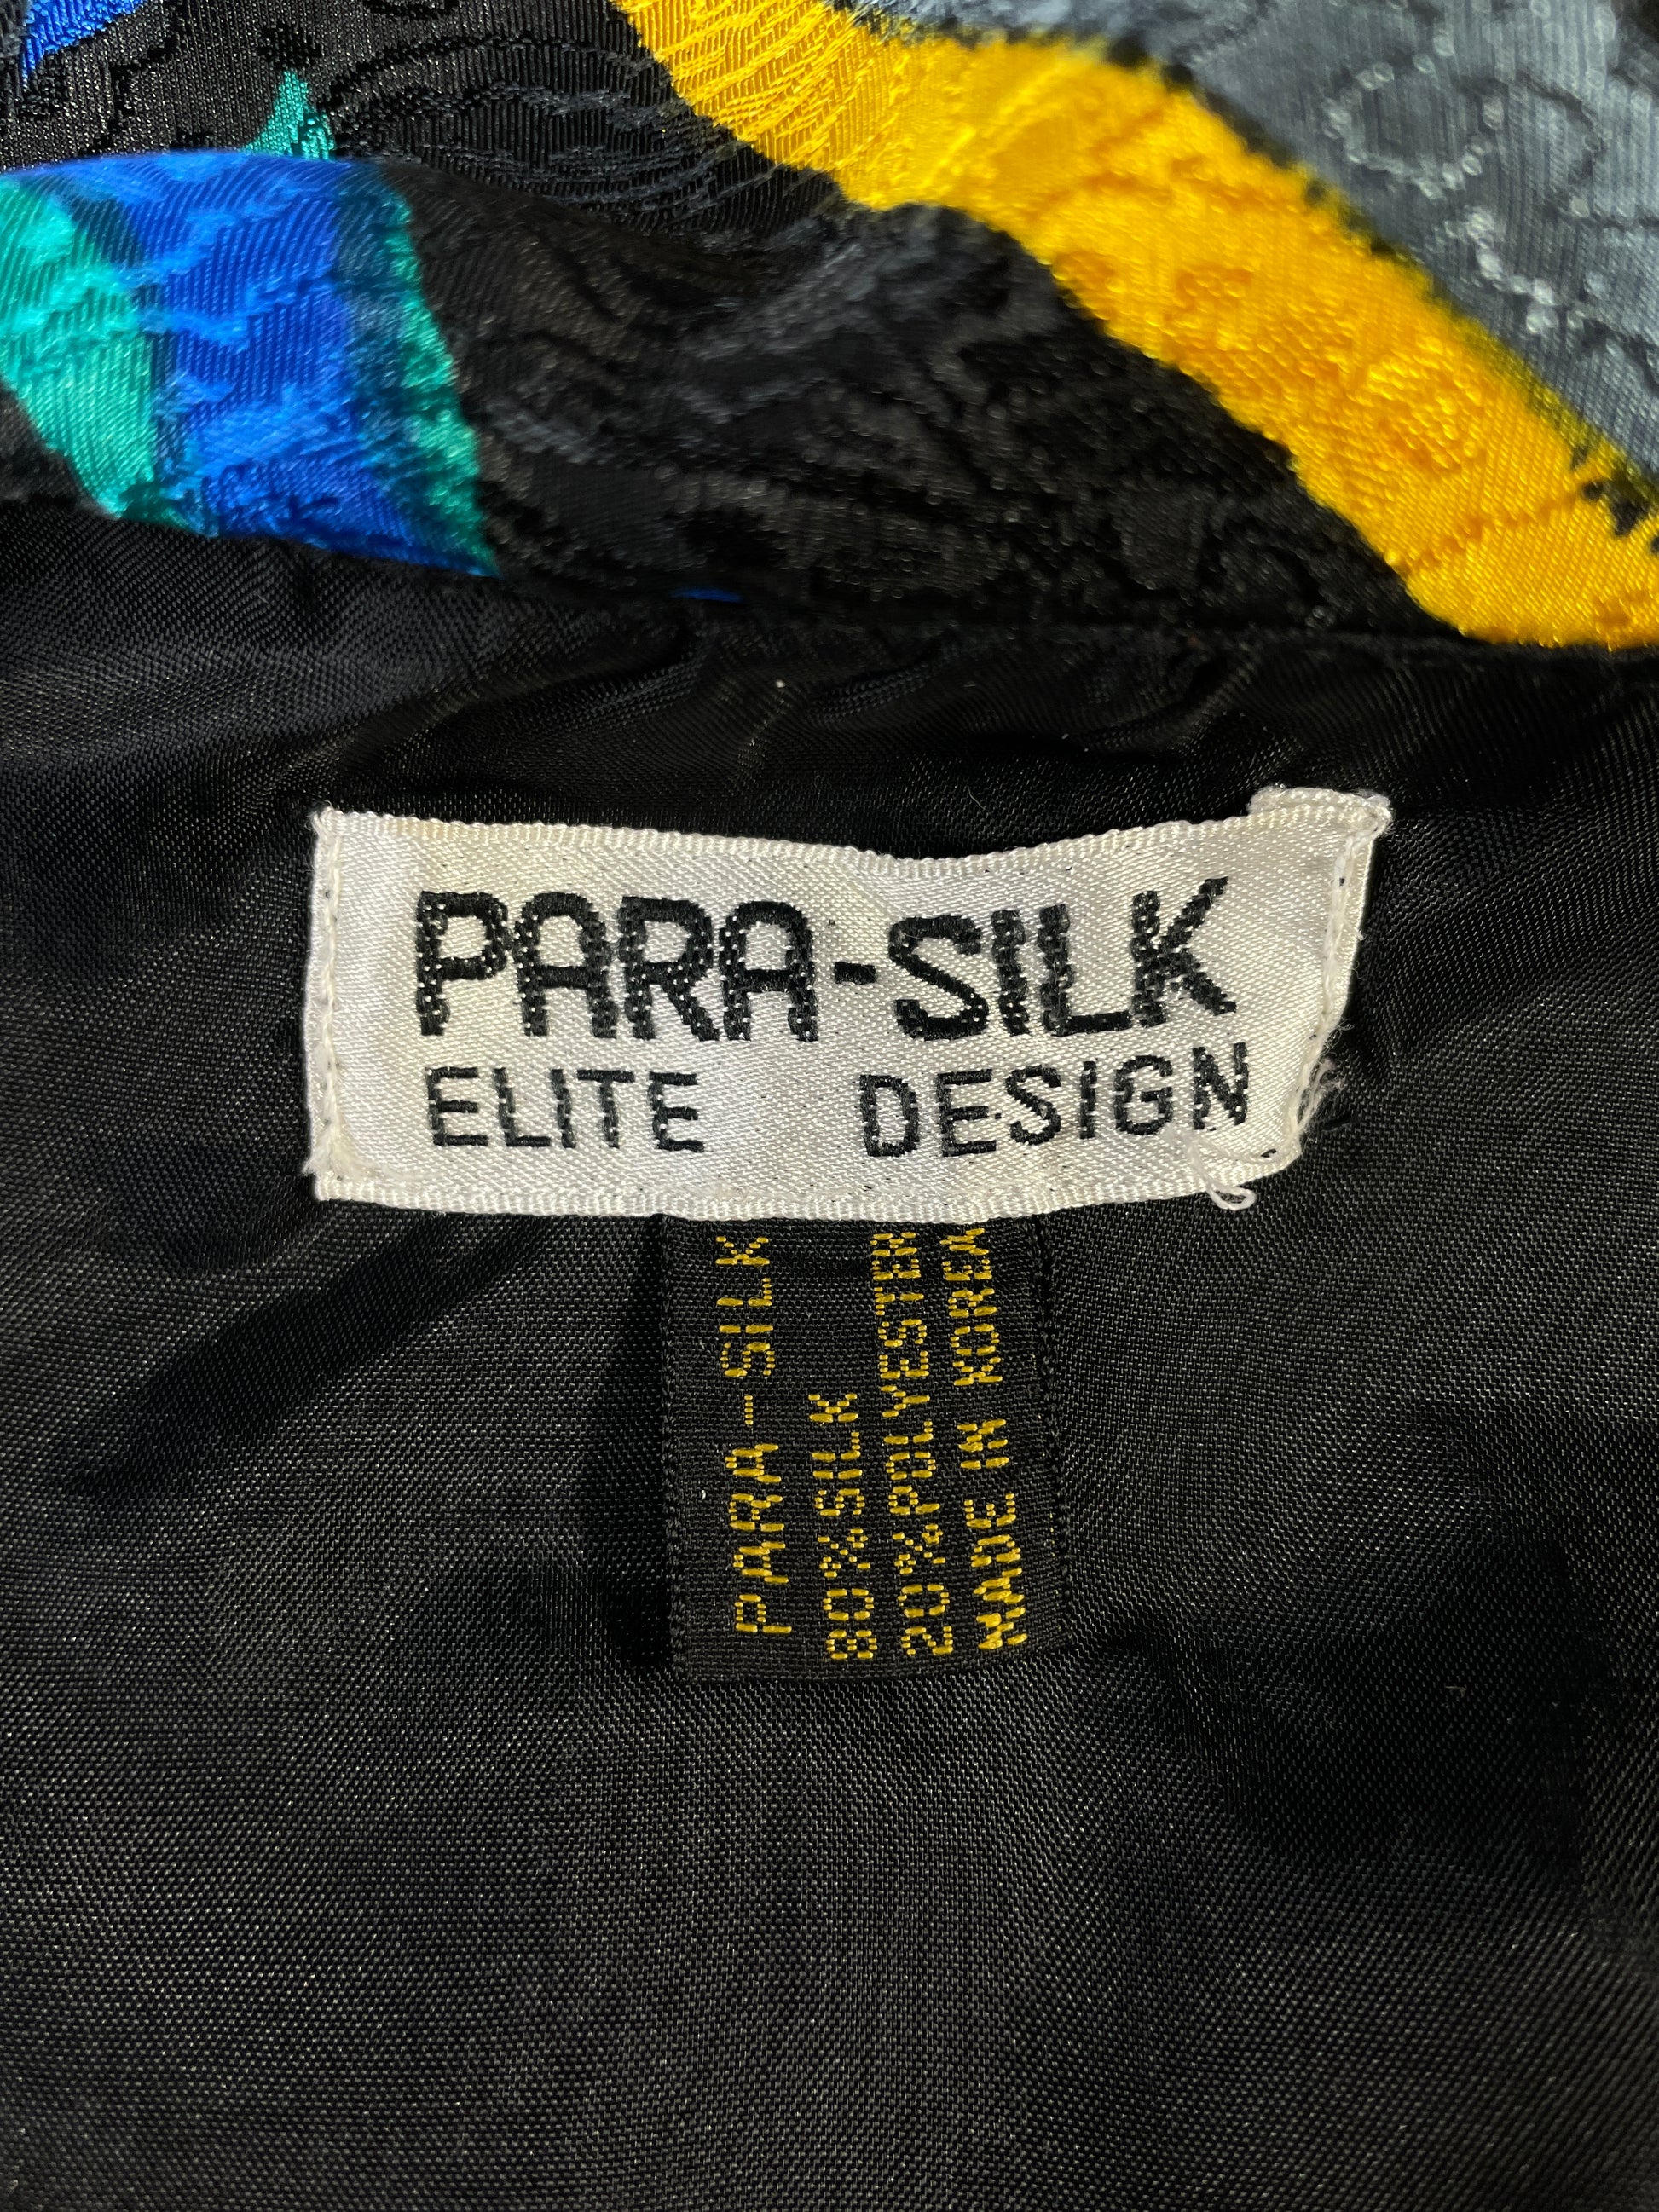 PARA-SILK
ELITE DESIGN
PARA-SILK
80%SILK
20%POLYESTER
MADE IN KOREA